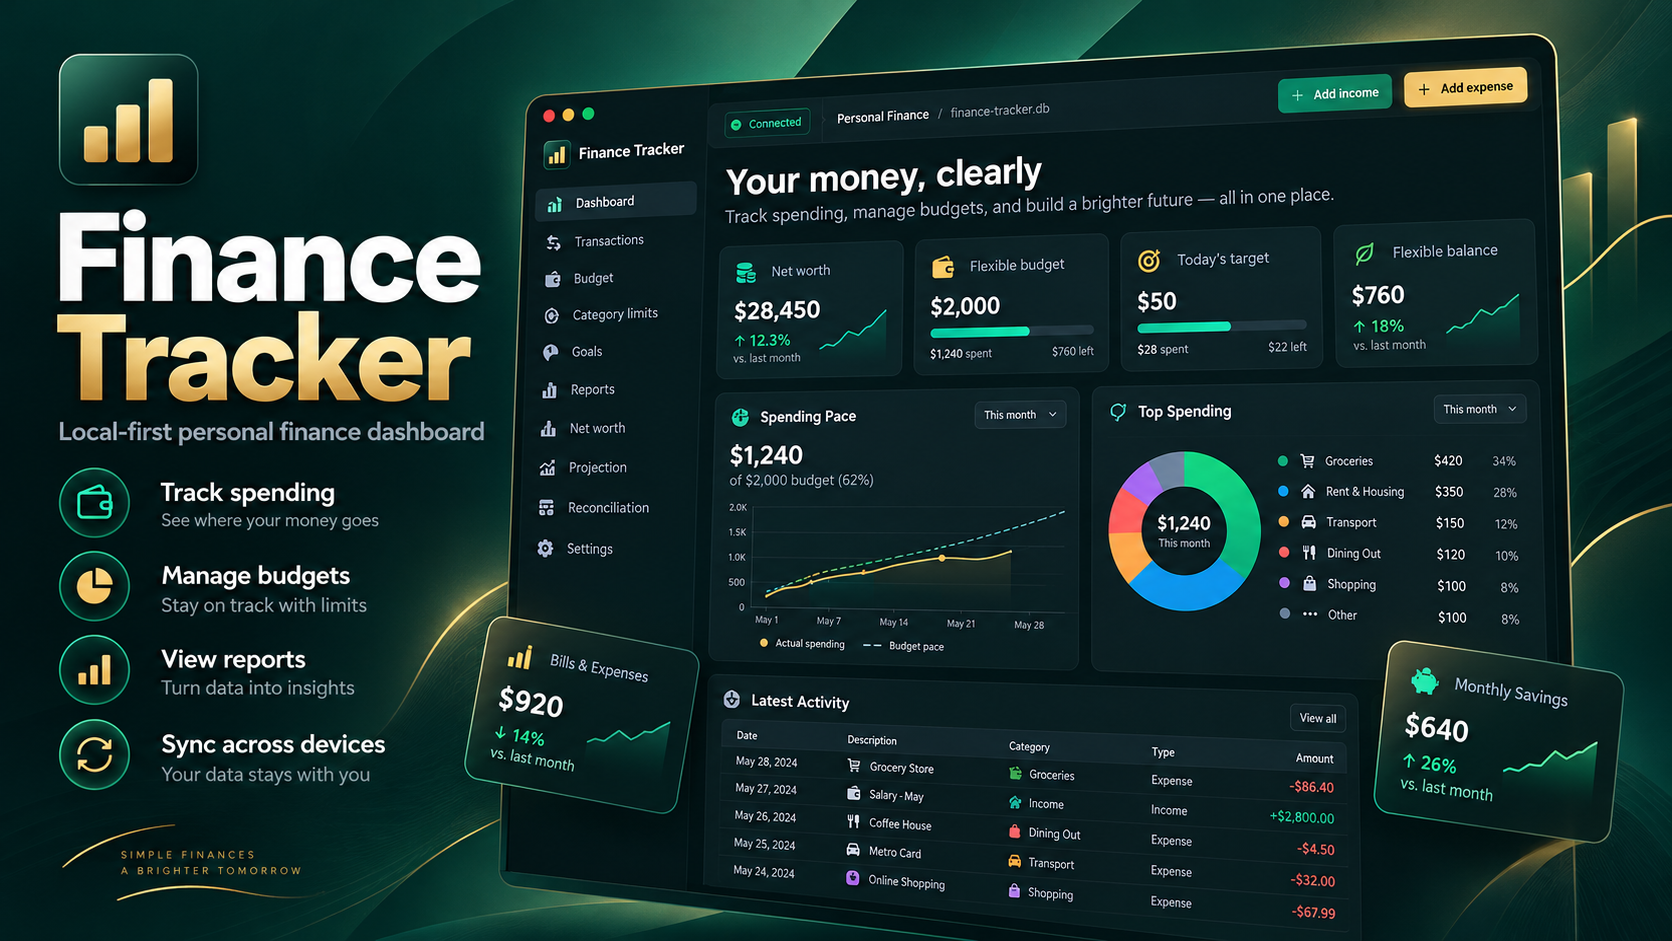 Finance
Tracker
Local-first personal finance dashboard
Track spending
See where your money goes
Manage budgets
Stay on track with limits
View reports
Turn data into insights
Sync across devices
Your data stays with you
SIMPLE FINANCES
A BRIGHTER TOMORROW
Finance Tracker
Dashboard
Transactions
Budget
Category limits
Goals
Reports
Net worth
Projection
Reconciliation
Settings
Connected
Personal Finance / finance-tracker.db
+ Add income
+ Add expense
Your money, clearly
Track spending, manage budgets, and build a brighter future — all in one place.
Net worth
$28,450
↑ 12.3%
vs. last month
Flexible budget
$2,000
$1,240 spent $760 left
Today's target
$50
$28 spent $22 left
Flexible balance
$760
↑ 18%
vs. last month
Spending Pace
This month
$1,240
of $2,000 budget (62%)
2.0K
1.5K
1.0K
500
0
May 1 May 7 May 14 May 21 May 28
Actual spending Budget pace
Top Spending
This month
$1,240
This month
Groceries $420 34%
Rent & Housing $350 28%
Transport $150 12%
Dining Out $120 10%
Shopping $100 8%
Other $100 8%
Bills & Expenses
$920
↓ 14%
vs. last month
Latest Activity
View all
Date Description Category Type Amount
May 28, 2024 Grocery Store Groceries Expense -$86.40
May 27, 2024 Salary - May Income Income +$2,800.00
May 26, 2024 Coffee House Dining Out Expense -$4.50
May 25, 2024 Metro Card Transport Expense -$32.00
May 24, 2024 Online Shopping Shopping Expense -$67.99
Monthly Savings
$640
↑ 26%
vs. last month